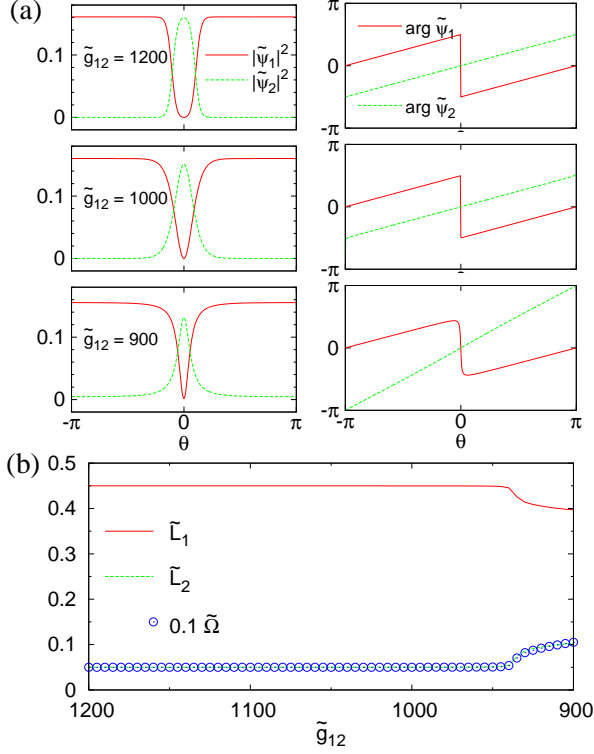 (a)
0.1
0
g̃12 = 1200
|ψ̃1|^2
|ψ̃2|^2
π
0
-π
arg ψ̃1
arg ψ̃2
0.1
0
g̃12 = 1000
π
0
-π
0.1
0
g̃12 = 900
-π 0 π
θ
π
0
-π
-π 0 π
θ
(b)
0.5
0.4
0.3
0.2
0.1
0
L̃1
L̃2
0.1 Ω̃
1200 1100 1000 900
g̃12